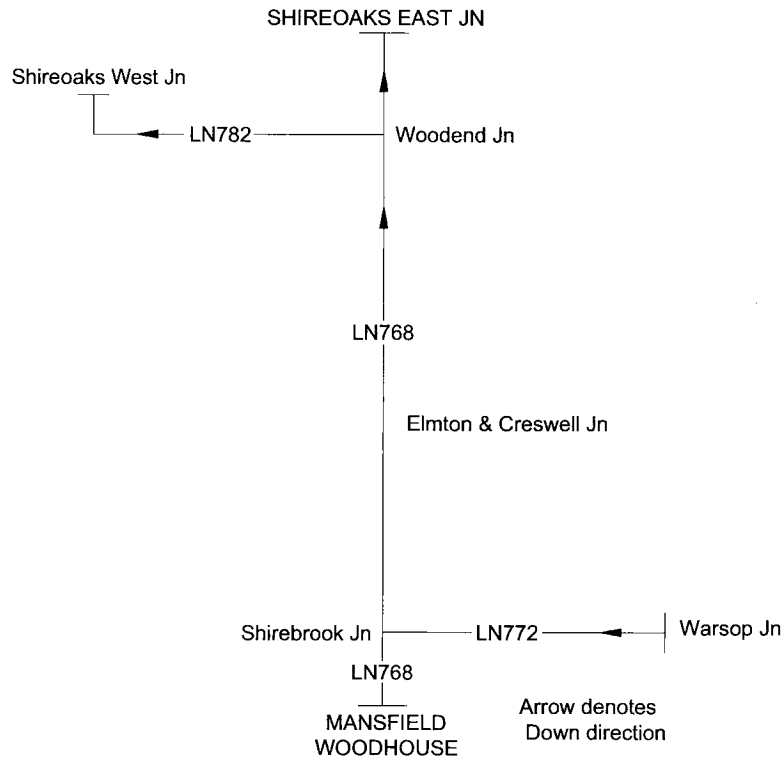 SHIREOAKS EAST JN
Shireoaks West Jn
LN782
Woodend Jn
LN768
Elmton & Creswell Jn
Shirebrook Jn
LN772
Warsop Jn
LN768
MANSFIELD
WOODHOUSE
Arrow denotes
Down direction